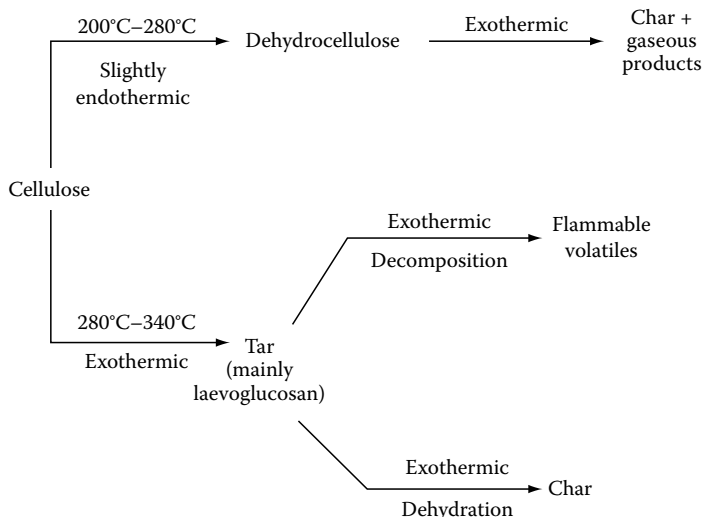 200°C–280°C
Slightly
endothermic
Dehydrocellulose
Exothermic
Char +
gaseous
products
Cellulose
Exothermic
Decomposition
Flammable
volatiles
280°C–340°C
Exothermic
Tar
(mainly
laevoglucosan)
Exothermic
Dehydration
Char